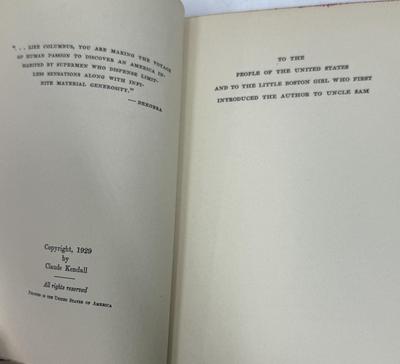 ". . . LIKE COLUMBUS, YOU ARE MAKING THE VOYAGE
OF HUMAN PASSION TO DISCOVER AN AMERICA IN-
HABITED BY SUPERMEN WHO DISPENSE LIMIT-
LESS SENSATIONS ALONG WITH INFI-
NITE MATERIAL GENEROSITY."
—DEKOBRA
Copyright, 1929
by
Claude Kendall
All rights reserved
PRINTED IN THE UNITED STATES OF AMERICA
TO THE
PEOPLE OF THE UNITED STATES
AND TO THE LITTLE BOSTON GIRL WHO FIRST
INTRODUCED THE AUTHOR TO UNCLE SAM